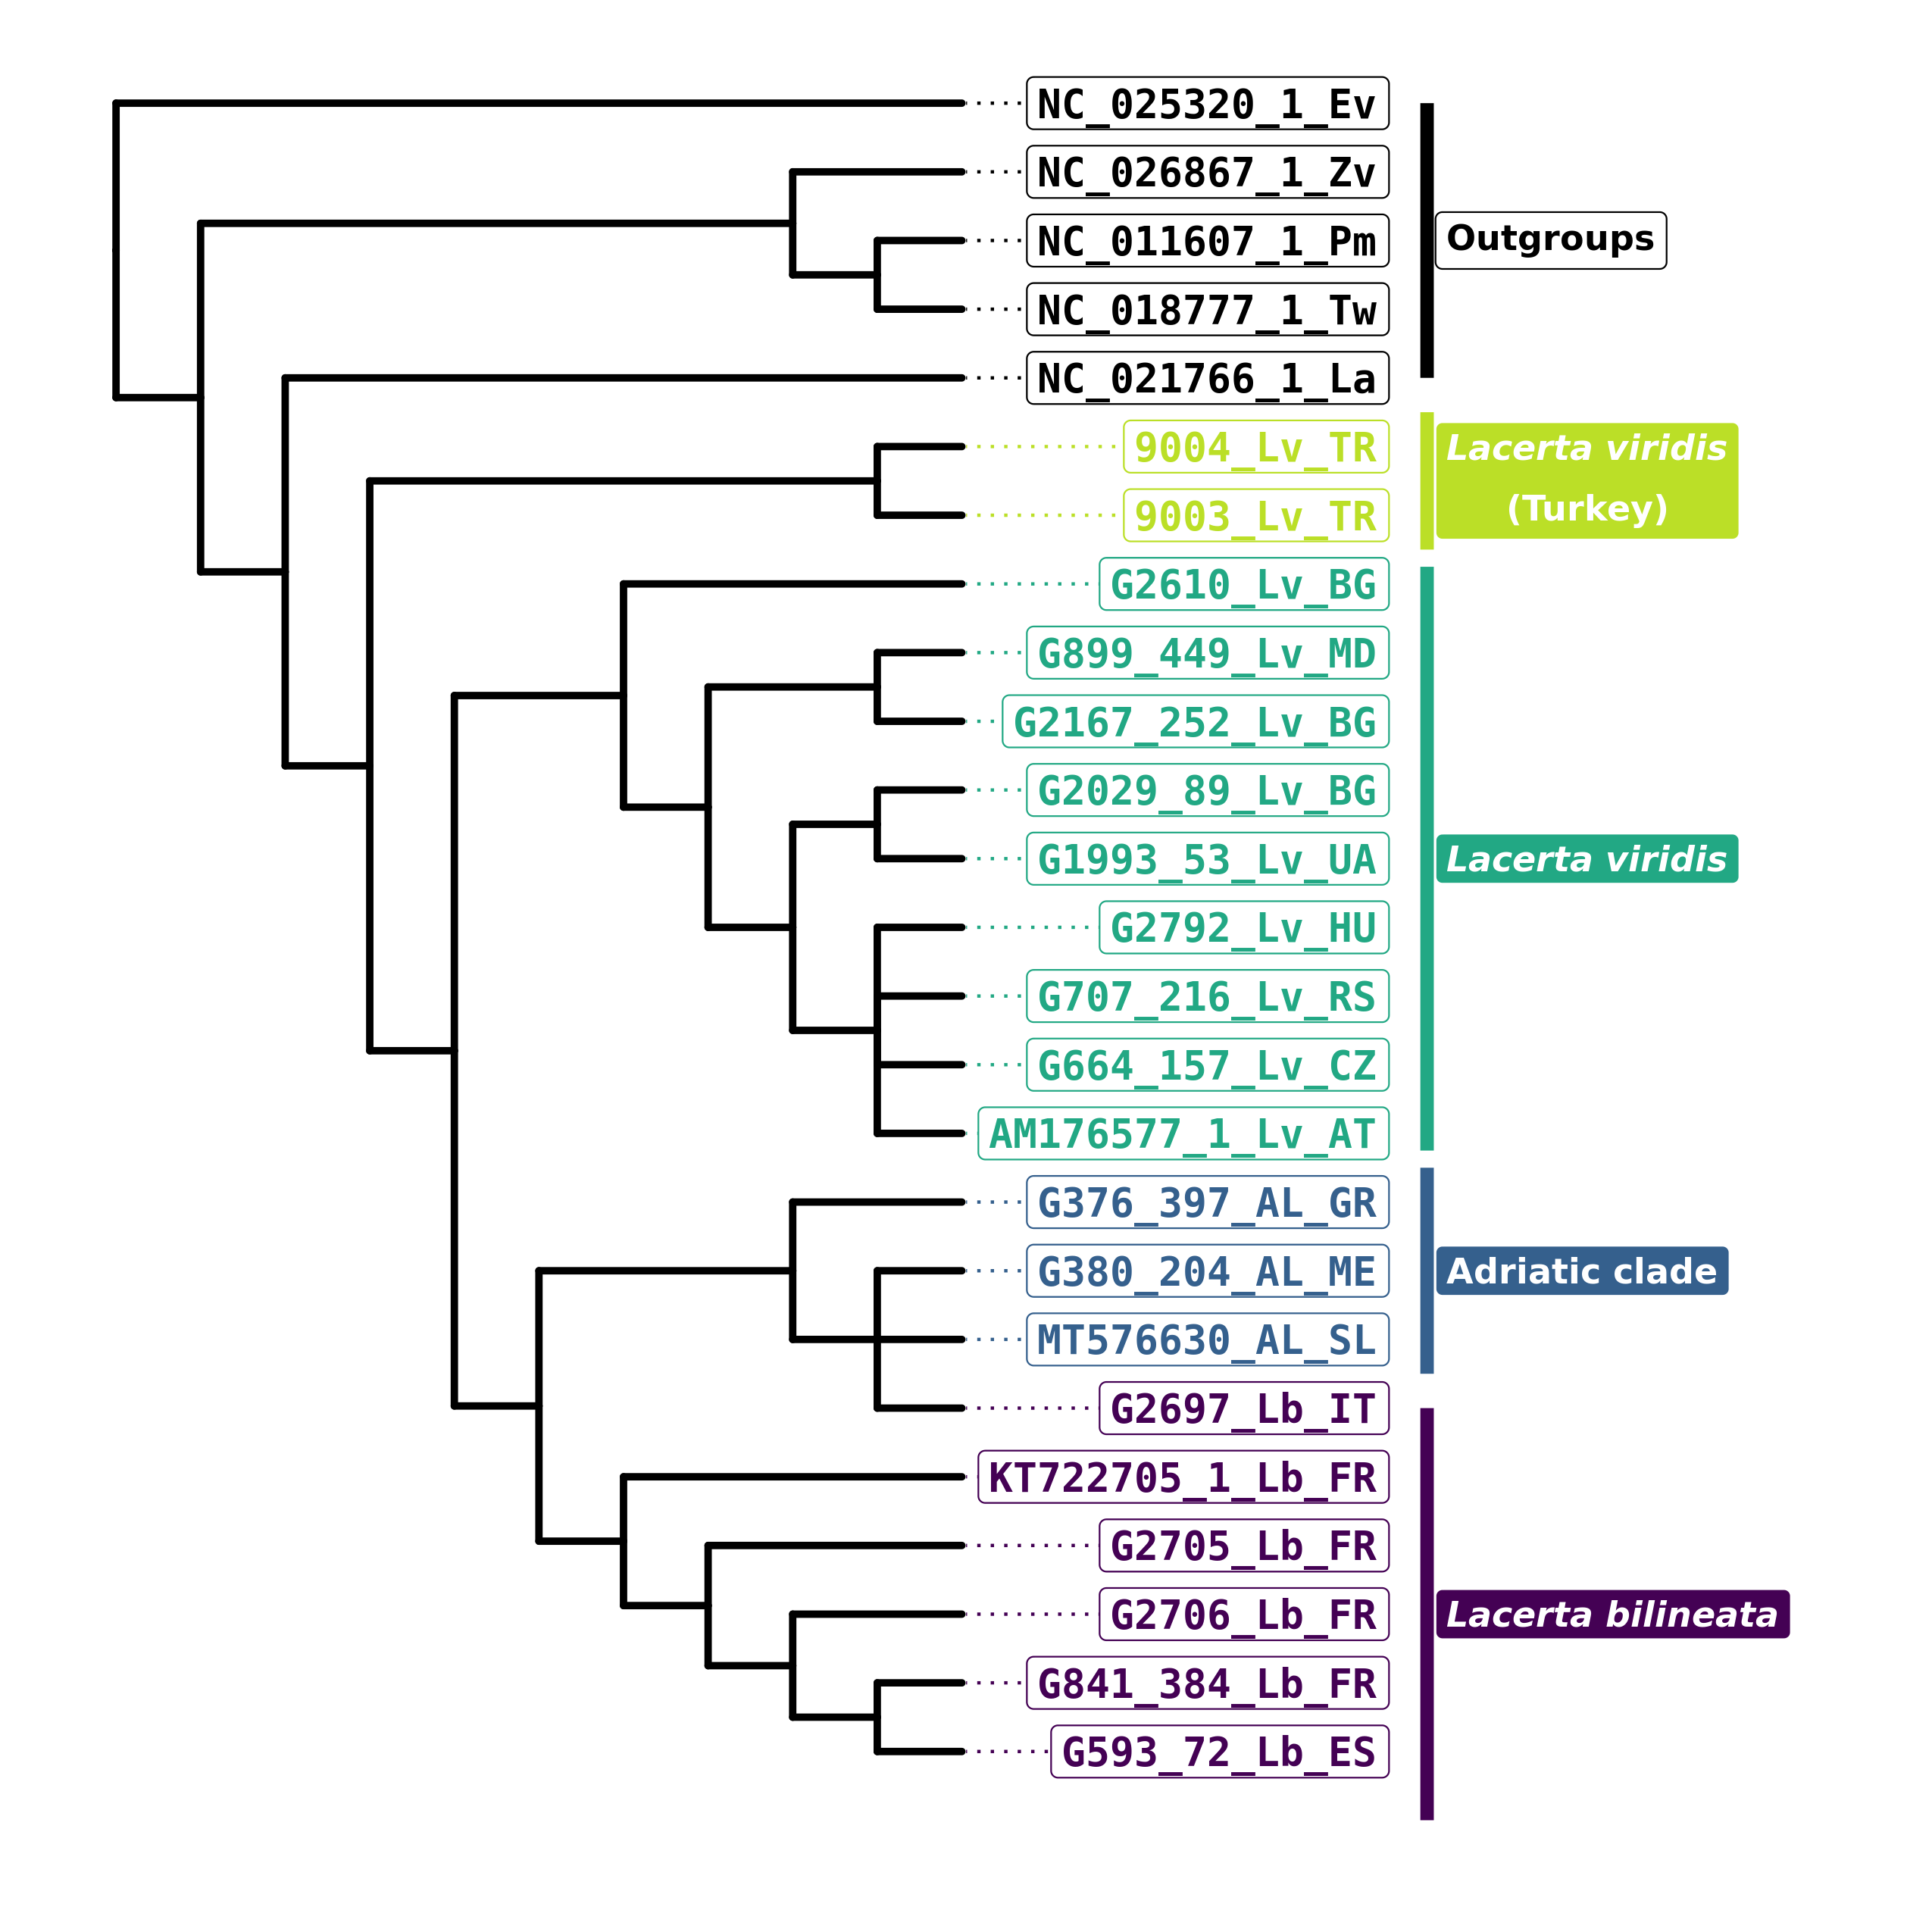 NC_025320_1_Ev
NC_026867_1_Zv
NC_011607_1_Pm
NC_018777_1_Tw
NC_021766_1_La
Outgroups
9004_Lv_TR
9003_Lv_TR
Lacerta viridis
(Turkey)
G2610_Lv_BG
G899_449_Lv_MD
G2167_252_Lv_BG
G2029_89_Lv_BG
G1993_53_Lv_UA
G2792_Lv_HU
G707_216_Lv_RS
G664_157_Lv_CZ
AM176577_1_Lv_AT
Lacerta viridis
G376_397_AL_GR
G380_204_AL_ME
MT576630_AL_SL
Adriatic clade
G2697_Lb_IT
KT722705_1_Lb_FR
G2705_Lb_FR
G2706_Lb_FR
G841_384_Lb_FR
G593_72_Lb_ES
Lacerta bilineata